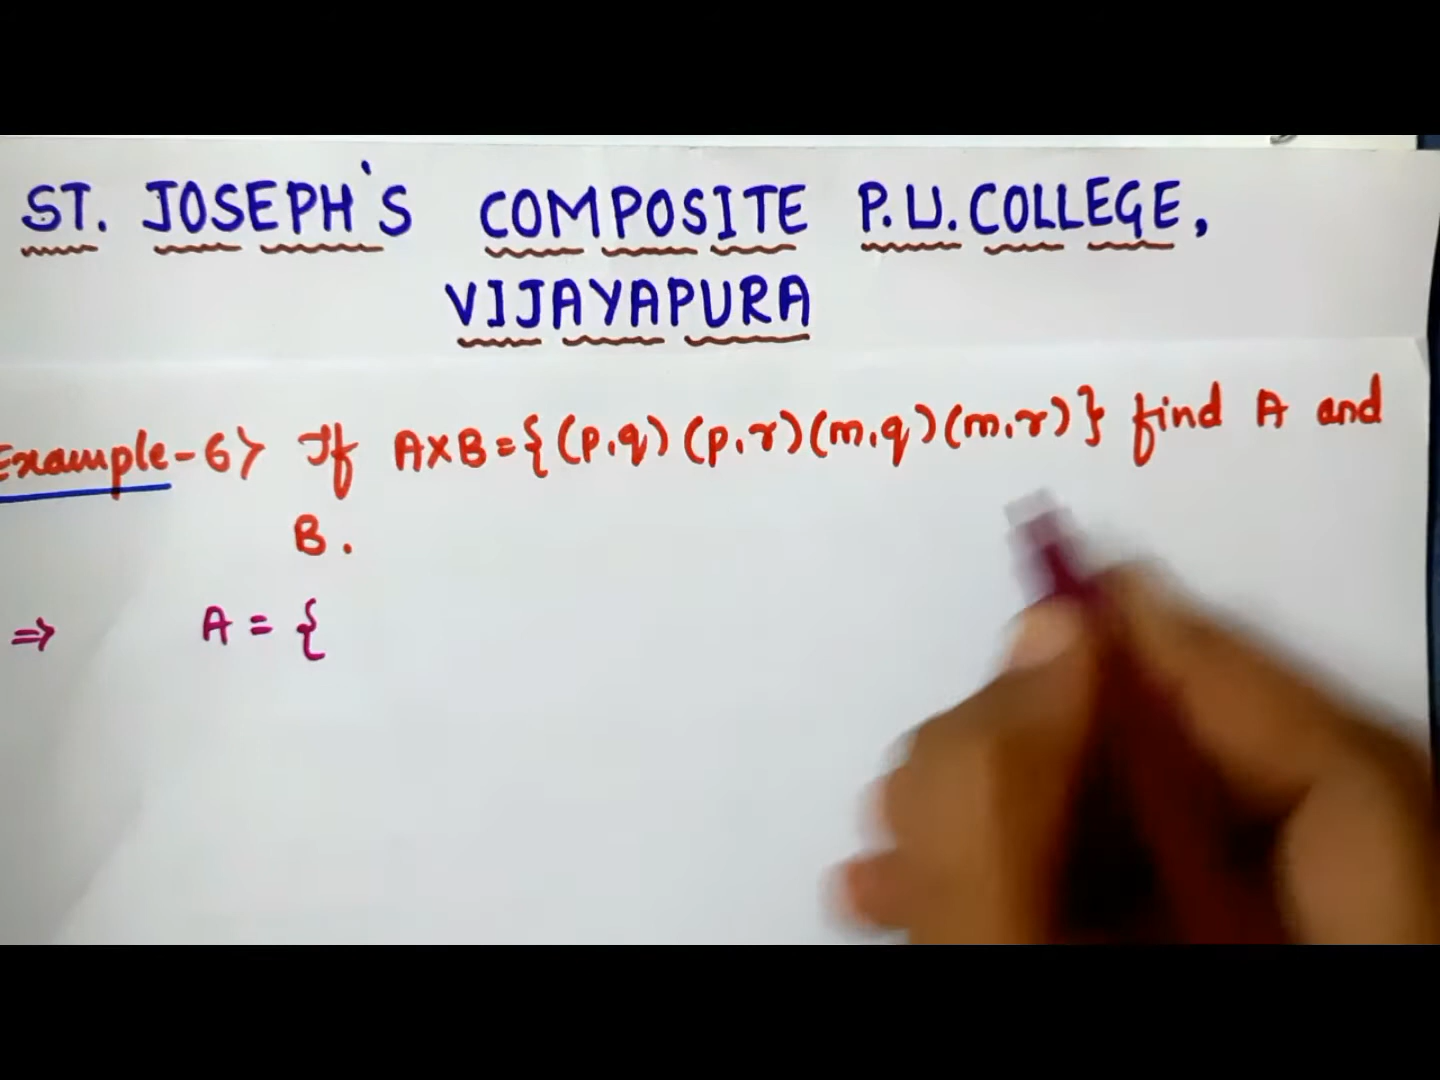 ST. JOSEPH'S COMPOSITE P.U.COLLEGE,
VIJAYAPURA
Example-6> If A×B={(p,q)(p,r)(m,q)(m,r)} find A and
B.
⇒ A = {